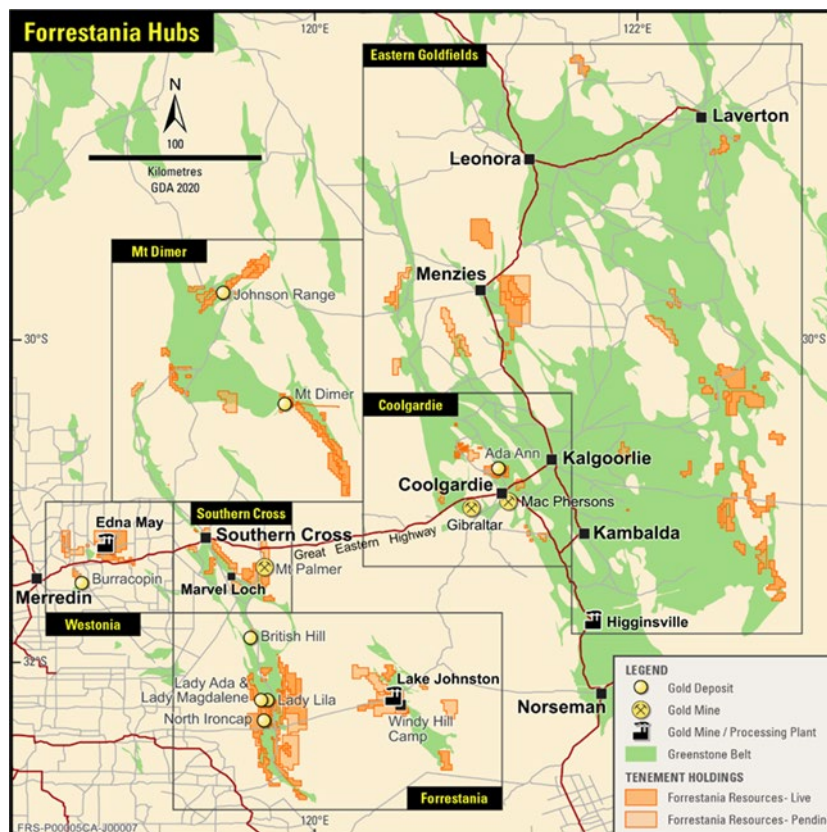 Forrestania Hubs
120°E
122°E
Eastern Goldfields
N
100
Kilometres
GDA 2020
Laverton
Leonora
Mt Dimer
Menzies
Johnson Range
30°S
30°S
Mt Dimer
Coolgardie
Ada Ann
Kalgoorlie
Coolgardie
Mac Phersons
Gibraltar
Southern Cross
Edna May
Southern Cross
Great Eastern Highway
Kambalda
Mt Palmer
Burracopin
Marvel Loch
Merredin
Westonia
Higginsville
British Hill
32°S
Lake Johnston
Lady Ada &
Lady Magdalene
Lady Lila
North Ironcap
Windy Hill
Camp
Norseman
Forrestania
120°E
FRS-P00005CA-J00007
LEGEND
Gold Deposit
Gold Mine
Gold Mine / Processing Plant
Greenstone Belt
TENEMENT HOLDINGS
Forrestania Resources- Live
Forrestania Resources- Pendin